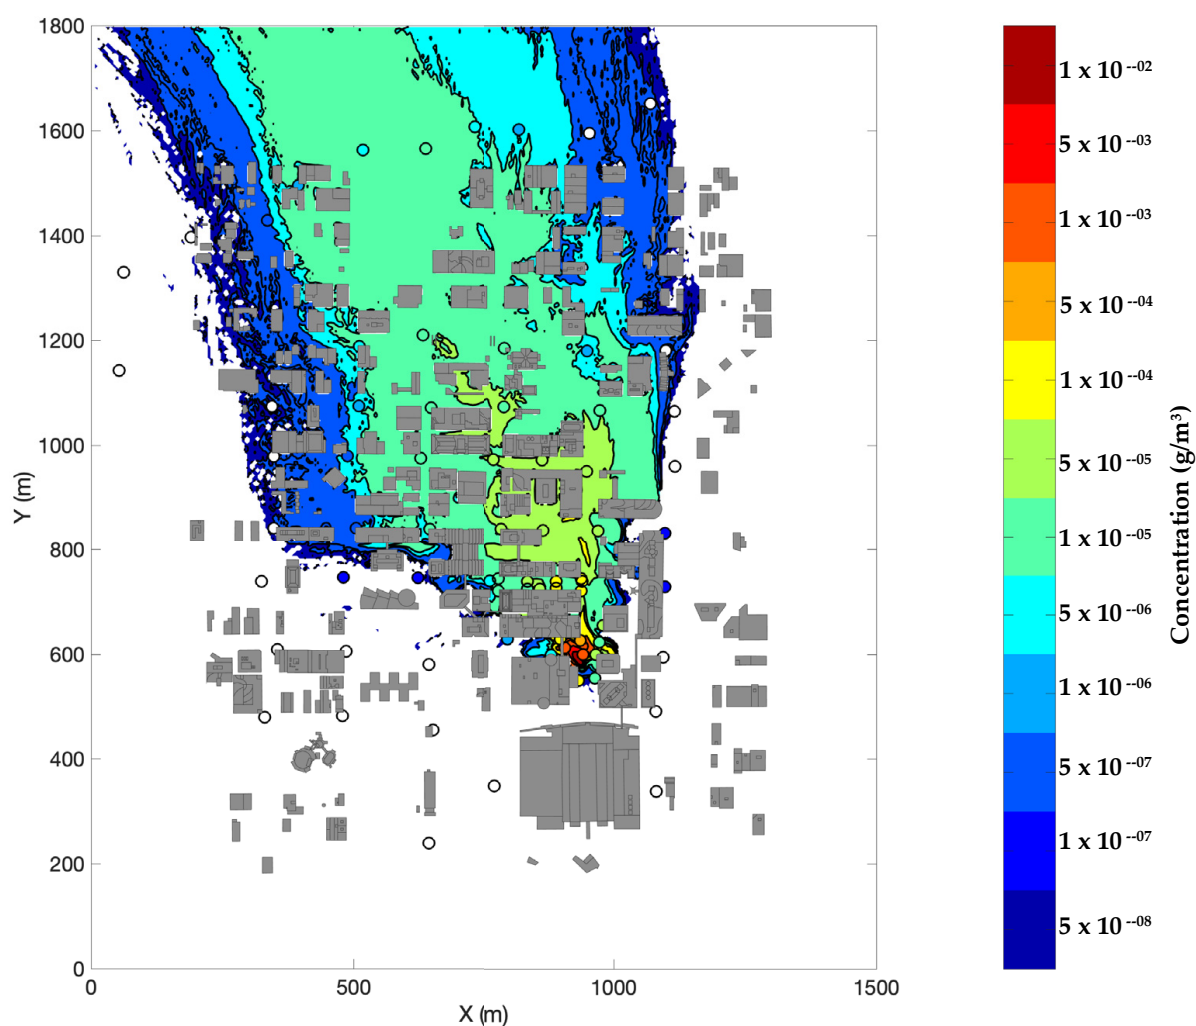 1800
1600
1400
1200
1000
800
600
400
200
0
Y (m)
0
500
1000
1500
X (m)
1 x 10 --02
5 x 10 --03
1 x 10 --03
5 x 10 --04
1 x 10 --04
5 x 10 --05
1 x 10 --05
5 x 10 --06
1 x 10 --06
5 x 10 --07
1 x 10 --07
5 x 10 --08
Concentration (g/m³)